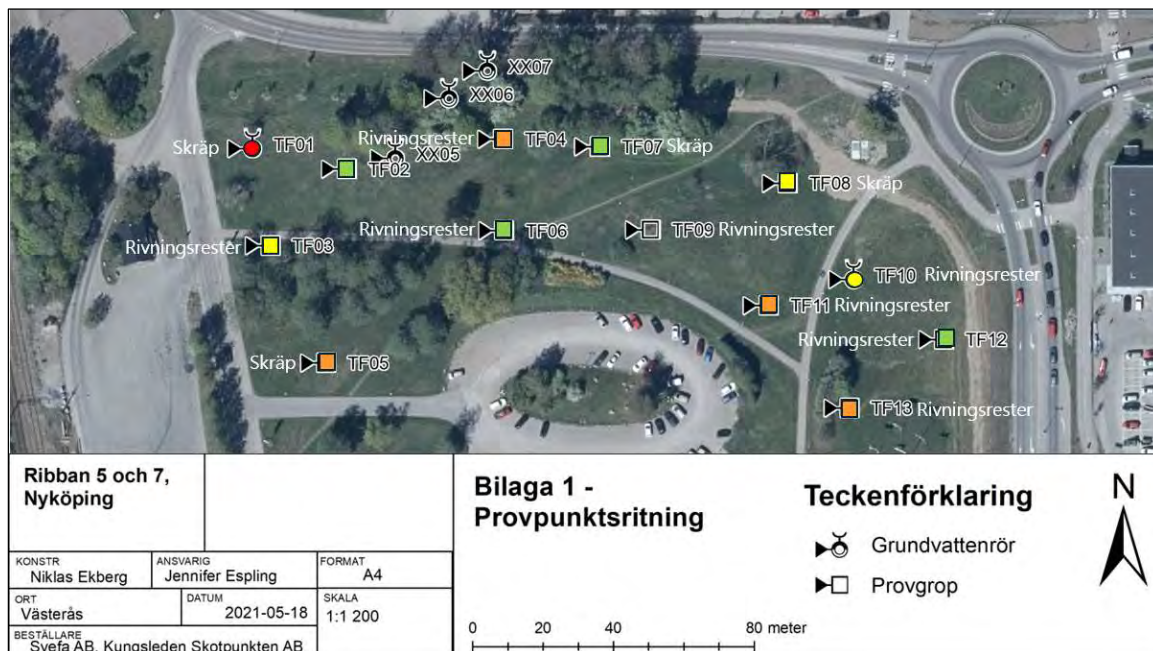 XX07
XX06
Rivningsrester TF04
Skräp TF01
XX05
TF07 Skräp
TF02
TF08 Skräp
Rivningsrester TF06
TF09 Rivningsrester
Rivningsrester TF03
TF10 Rivningsrester
TF11 Rivningsrester
Rivningsrester TF12
Skräp TF05
TF13 Rivningsrester
Ribban 5 och 7,
Nyköping
KONSTR
Niklas Ekberg
ANSVARIG
Jennifer Espling
FORMAT
A4
ORT
Västerås
DATUM
2021-05-18
SKALA
1:1 200
BESTÄLLARE
Svefa AB, Kungsleden Skotpunkten AB
Bilaga 1 -
Provpunktsritning
0 20 40 80 meter
Teckenförklaring
Grundvattenrör
Provgrop
N